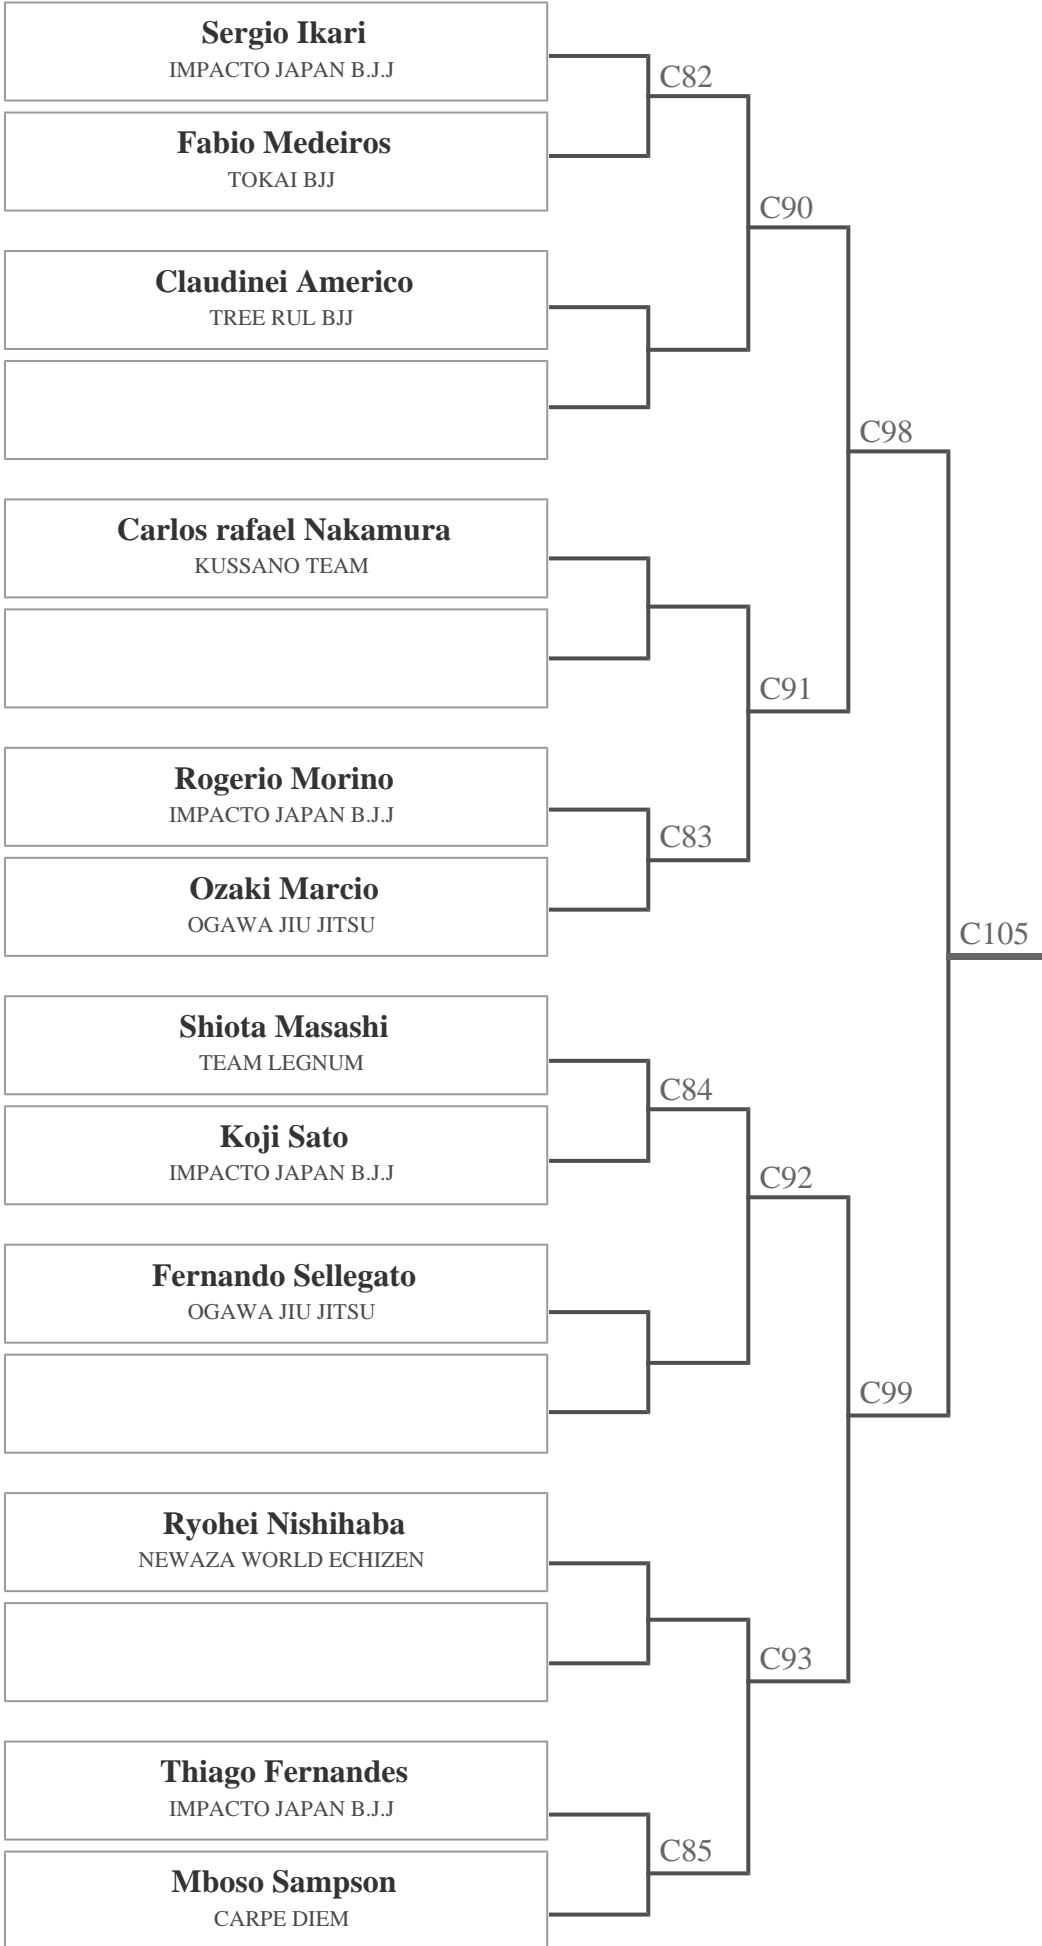 Sergio Ikari
IMPACTO JAPAN B.J.J
C82
Fabio Medeiros
TOKAI BJJ
C90
Claudinei Americo
TREE RUL BJJ
C98
Carlos rafael Nakamura
KUSSANO TEAM
C91
Rogerio Morino
IMPACTO JAPAN B.J.J
C83
Ozaki Marcio
OGAWA JIU JITSU
C105
Shiota Masashi
TEAM LEGNUM
C84
Koji Sato
IMPACTO JAPAN B.J.J
C92
Fernando Sellegato
OGAWA JIU JITSU
C99
Ryohei Nishihaba
NEWAZA WORLD ECHIZEN
C93
Thiago Fernandes
IMPACTO JAPAN B.J.J
C85
Mboso Sampson
CARPE DIEM